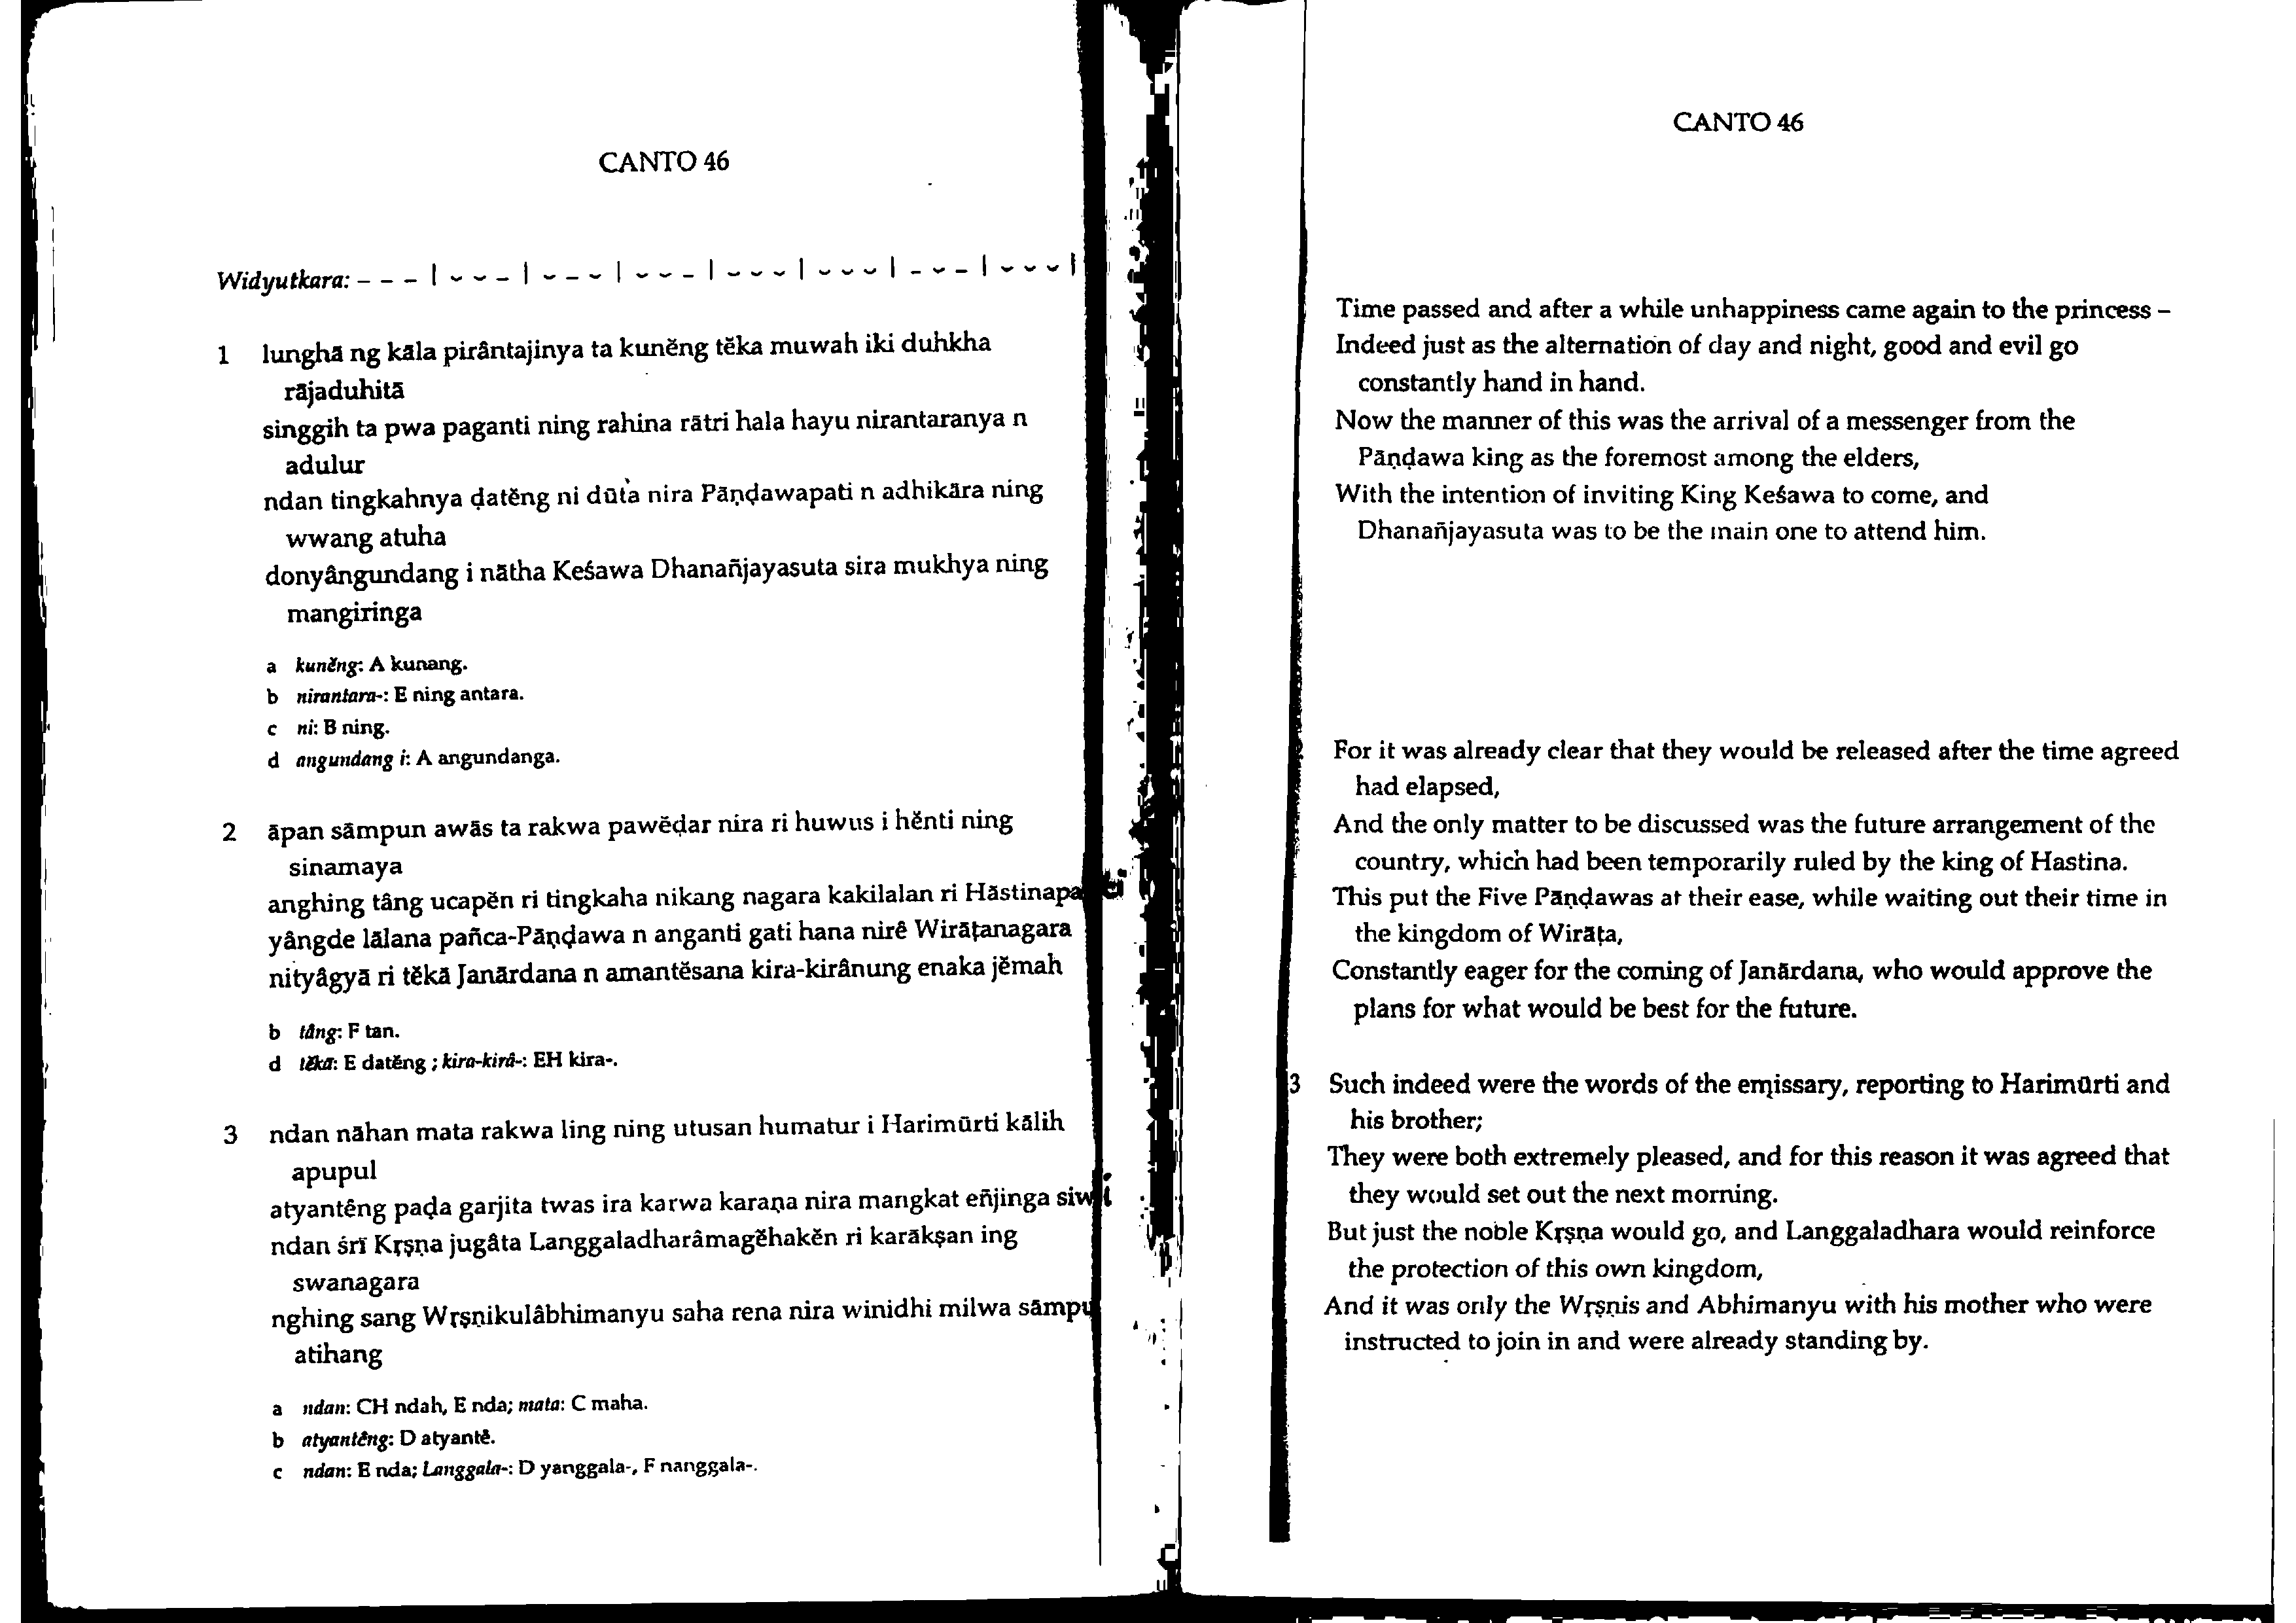 CANTO 46
Widyutkara: – – – | ⏑ ⏑ – | ⏑ – ⏑ | ⏑ ⏑ – | ⏑ ⏑ ⏑ | ⏑ ⏑ ⏑ | – ⏑ – | ⏑ ⏑ ⏑ |
1 lunghā ng kāla pirântajinya ta kunĕng tĕka muwah iki duhkha
rājaduhitā
singgih ta pwa paganti ning rahina rātri hala hayu nirantaranya n
adulur
ndan tingkahnya ḍatĕng ni dūta nira Pāṇḍawapati n adhikāra ning
wwang atuha
donyângundang i nātha Keśawa Dhanañjayasuta sira mukhya ning
mangiringa
a kunĕng: A kunang.
b nirantara-: E ning antara.
c ni: B ning.
d angundang i: A angundanga.
2 āpan sāmpun awās ta rakwa pawĕḍar nira ri huwus i hĕnti ning
sinamaya
anghing tâng ucapĕn ri tingkaha nikang nagara kakilalan ri Hāstinapa
yângde lālana pañca-Pāṇḍawa n anganti gati hana nirê Wirāṭanagara
nityâgyā ri tĕkā Janārdana n amantĕsana kira-kirânung enaka jĕmah
b tâng: F tan.
d tĕkā: E datĕng ; kira-kirâ-: EH kira-.
3 ndan nāhan mata rakwa ling ning utusan humatur i Harimūrti kālih
apupul
atyantêng paḍa garjita twas ira karwa karaṇa nira mangkat eñjinga
ndan śrī Kṛṣṇa jugâta Langgaladharâmagĕhakĕn ri karākṣan ing
swanagara
nghing sang Wṛṣṇikulâbhimanyu saha rena nira winidhi milwa
atihang
a ndan: CH ndah, E nda; mata: C maha.
b atyantêng: D atyantê.
c ndan: E nda; Langgala-: D yanggala-, F nanggala-.
CANTO 46
Time passed and after a while unhappiness came again to the princess –
Indeed just as the alternation of day and night, good and evil go
constantly hand in hand.
Now the manner of this was the arrival of a messenger from the
Pāṇḍawa king as the foremost among the elders,
With the intention of inviting King Keśawa to come, and
Dhanañjayasuta was to be the main one to attend him.
For it was already clear that they would be released after the time agreed
had elapsed,
And the only matter to be discussed was the future arrangement of the
country, which had been temporarily ruled by the king of Hastina.
This put the Five Pāṇḍawas at their ease, while waiting out their time in
the kingdom of Wirāṭa,
Constantly eager for the coming of Janārdana, who would approve the
plans for what would be best for the future.
3 Such indeed were the words of the emissary, reporting to Harimūrti and
his brother;
They were both extremely pleased, and for this reason it was agreed that
they would set out the next morning.
But just the noble Kṛṣṇa would go, and Langgaladhara would reinforce
the protection of this own kingdom,
And it was only the Wṛṣṇis and Abhimanyu with his mother who were
instructed to join in and were already standing by.